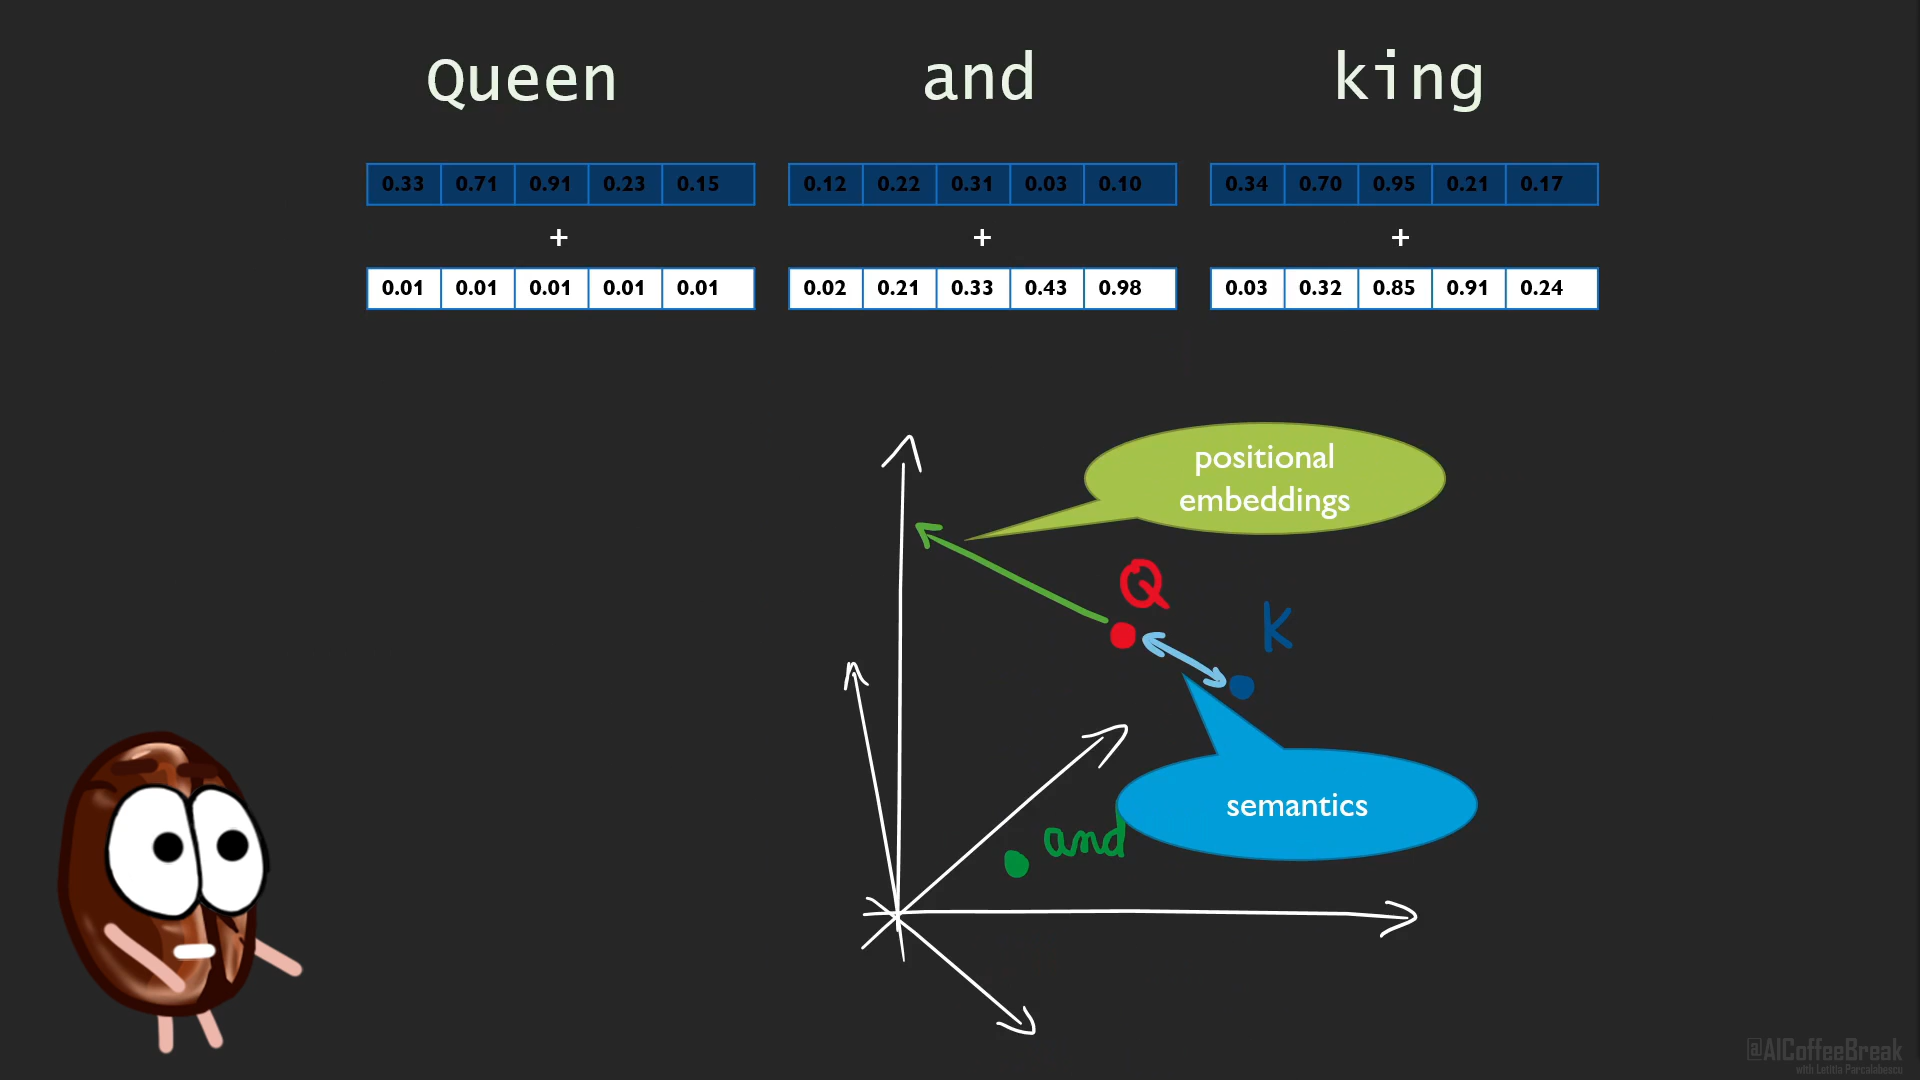 Queen and king
0.33 0.71 0.91 0.23 0.15 0.12 0.22 0.31 0.03 0.10 0.34 0.70 0.95 0.21 0.17
+ + +
0.01 0.01 0.01 0.01 0.01 0.02 0.21 0.33 0.43 0.98 0.03 0.32 0.85 0.91 0.24
positional
embeddings
Q
K
semantics
and
@AICoffeeBreak
with Letitia Parcalabescu